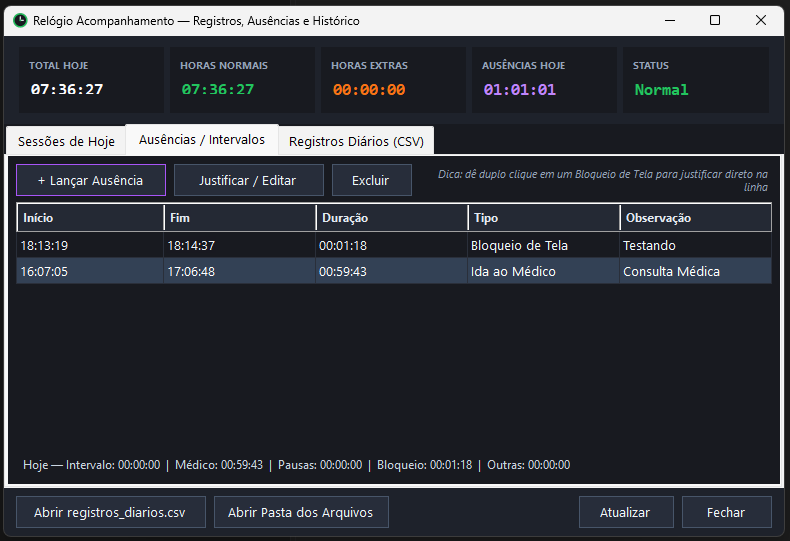 Relógio Acompanhamento — Registros, Ausências e Histórico
TOTAL HOJE
07:36:27
HORAS NORMAIS
07:36:27
HORAS EXTRAS
00:00:00
AUSÊNCIAS HOJE
01:01:01
STATUS
Normal
Sessões de Hoje
Ausências / Intervalos
Registros Diários (CSV)
+ Lançar Ausência
Justificar / Editar
Excluir
Dica: dê duplo clique em um Bloqueio de Tela para justificar direto na
linha
Início Fim Duração Tipo Observação
18:13:19 18:14:37 00:01:18 Bloqueio de Tela Testando
16:07:05 17:06:48 00:59:43 Ida ao Médico Consulta Médica
Hoje — Intervalo: 00:00:00 | Médico: 00:59:43 | Pausas: 00:00:00 | Bloqueio: 00:01:18 | Outras: 00:00:00
Abrir registros_diarios.csv
Abrir Pasta dos Arquivos
Atualizar
Fechar